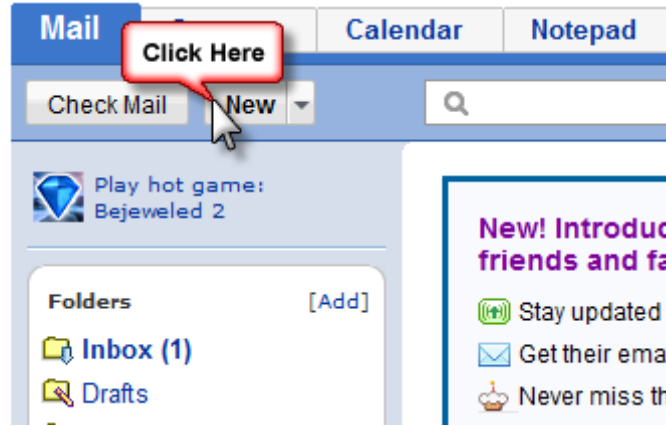 Mail
Calendar
Notepad
Click Here
Check Mail
New
Play hot game:
Bejeweled 2
New! Introduc
friends and fa
Folders
[Add]
Stay updated
Inbox (1)
Get their ema
Drafts
Never miss th